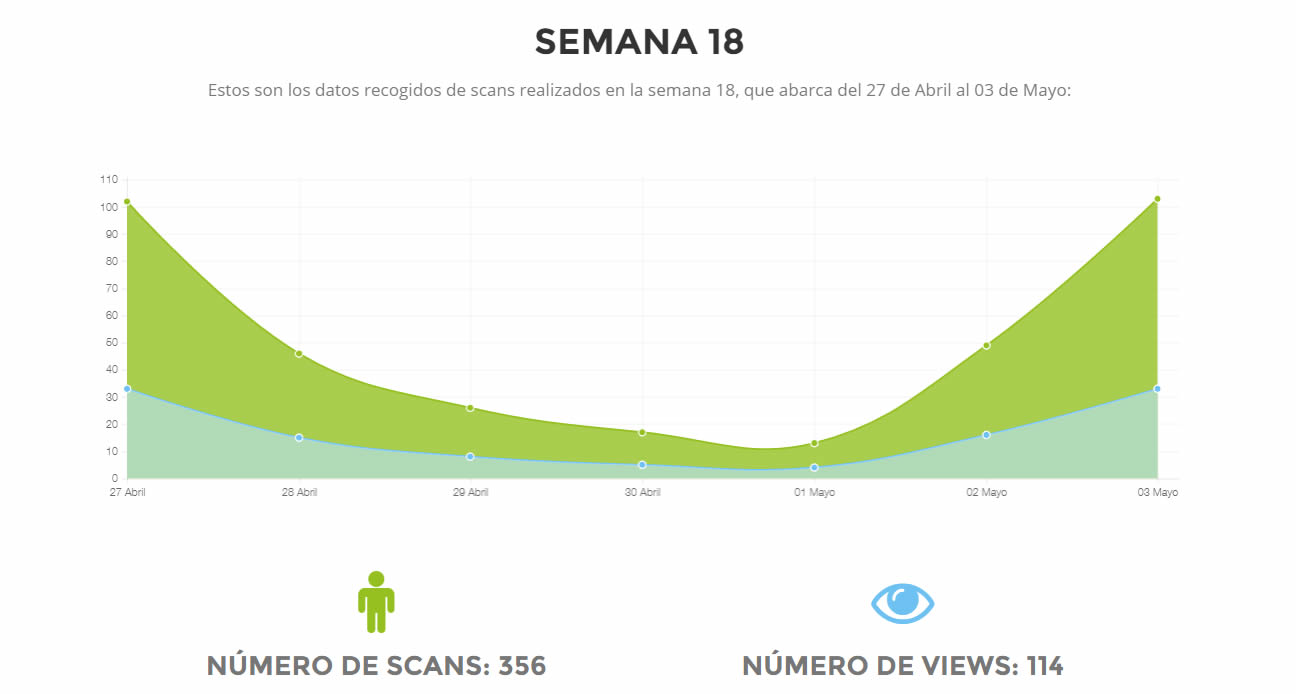 SEMANA 18
Estos son los datos recogidos de scans realizados en la semana 18, que abarca del 27 de Abril al 03 de Mayo:
110
100
90
80
70
60
50
40
30
20
10
0
27 Abril 28 Abril 29 Abril 30 Abril 01 Mayo 02 Mayo 03 Mayo
NÚMERO DE SCANS: 356
NÚMERO DE VIEWS: 114